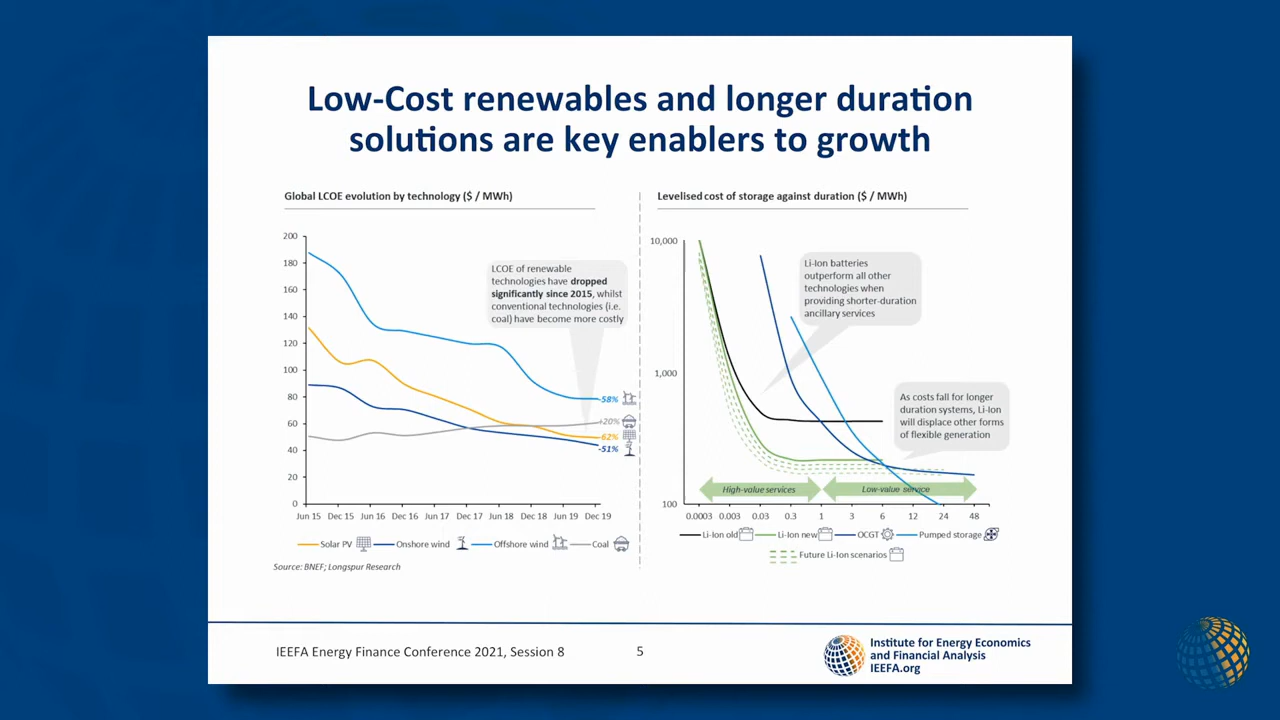 Low-Cost renewables and longer duration
solutions are key enablers to growth
Global LCOE evolution by technology ($ / MWh)
200
180
160
140
120
100
80
60
40
20
0
LCOE of renewable
technologies have dropped
significantly since 2015, whilst
conventional technologies (i.e.
coal) have become more costly
-58%
+20%
-62%
-51%
Jun 15 Dec 15 Jun 16 Dec 16 Jun 17 Dec 17 Jun 18 Dec 18 Jun 19 Dec 19
Solar PV Onshore wind Offshore wind Coal
Source: BNEF; Longspur Research
Levelised cost of storage against duration ($ / MWh)
10,000
1,000
100
Li-Ion batteries
outperform all other
technologies when
providing shorter-duration
ancillary services
As costs fall for longer
duration systems, Li-Ion
will displace other forms
of flexible generation
High-value services Low-value service
0.0003 0.003 0.03 0.3 1 3 6 12 24 48
Li-Ion old Li-Ion new OCGT Pumped storage
Future Li-Ion scenarios
IEEFA Energy Finance Conference 2021, Session 8 5
Institute for Energy Economics
and Financial Analysis
IEEFA.org